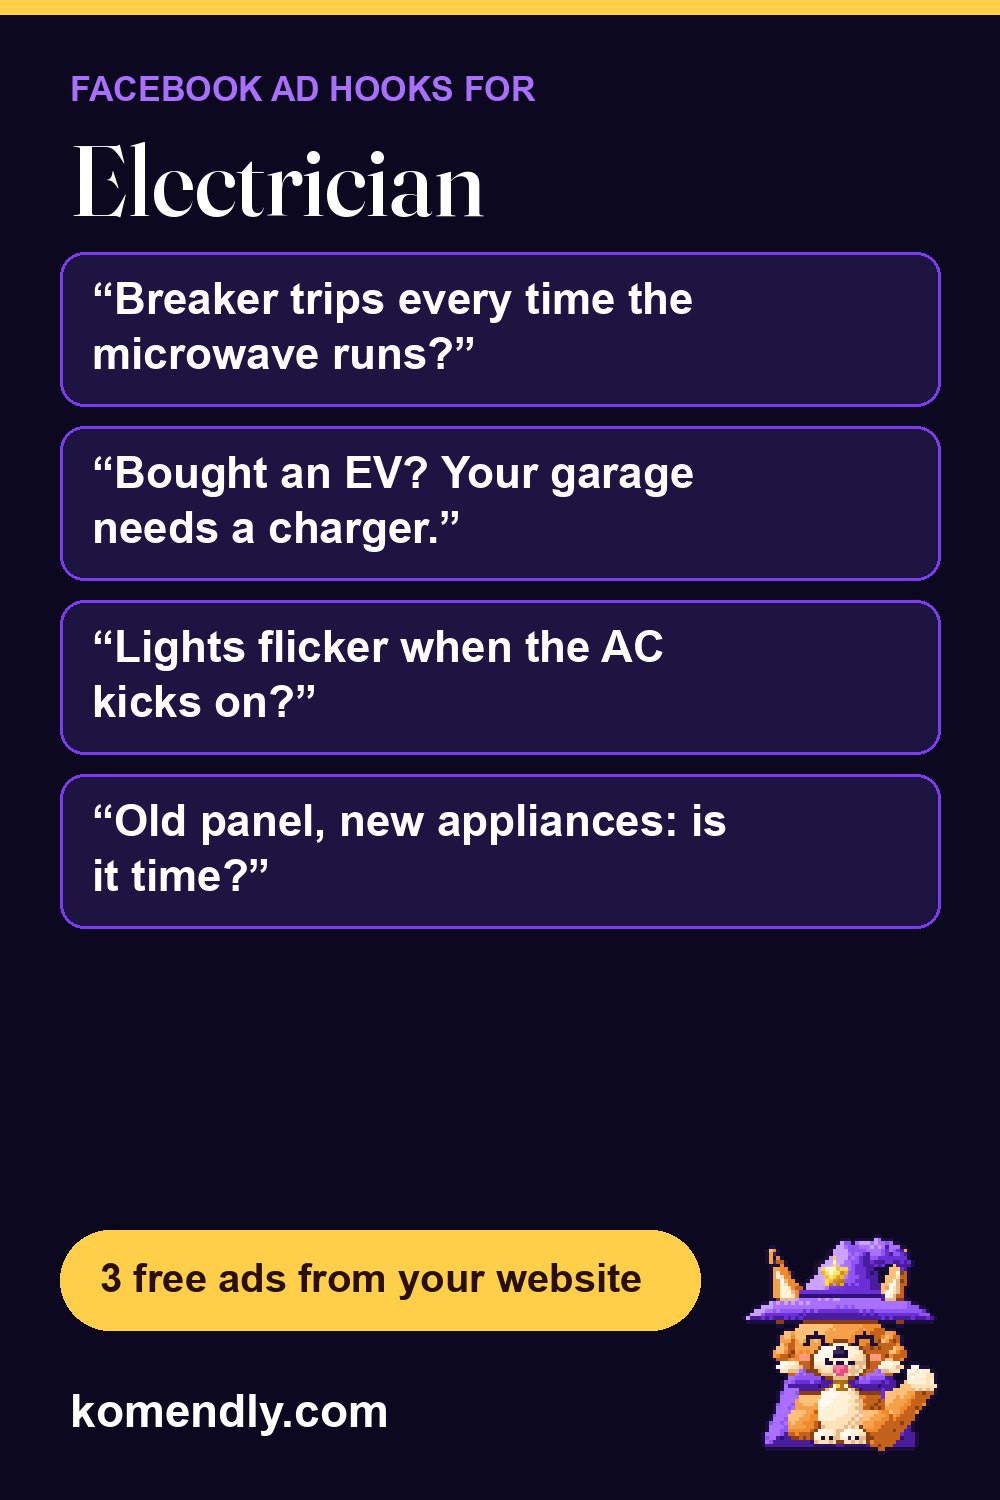 FACEBOOK AD HOOKS FOR
Electrician
“Breaker trips every time the
microwave runs?”
“Bought an EV? Your garage
needs a charger.”
“Lights flicker when the AC
kicks on?”
“Old panel, new appliances: is
it time?”
3 free ads from your website
komendly.com